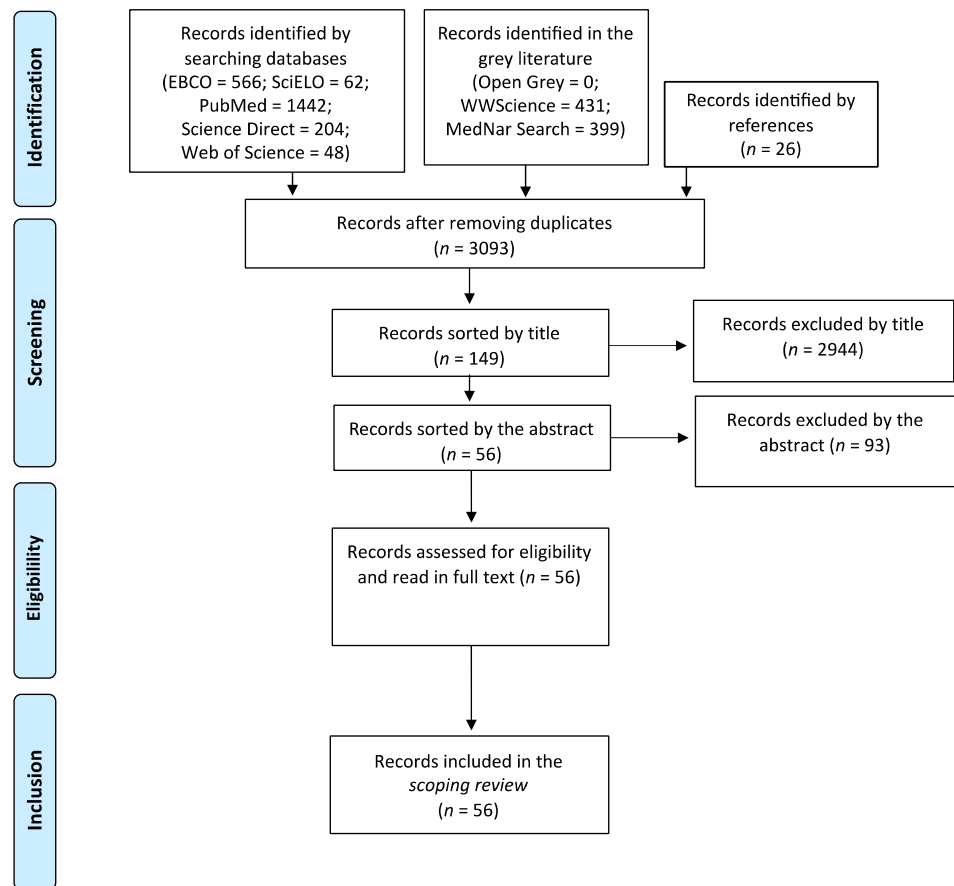 Identification
Records identified by
searching databases
(EBCO = 566; SciELO = 62;
PubMed = 1442;
Science Direct = 204;
Web of Science = 48)
Records identified in the
grey literature
(Open Grey = 0;
WWScience = 431;
MedNar Search = 399)
Records identified by
references
(n = 26)
Screening
Records after removing duplicates
(n = 3093)
Records sorted by title
(n = 149)
Records excluded by title
(n = 2944)
Records sorted by the abstract
(n = 56)
Records excluded by the
abstract (n = 93)
Eligibilility
Records assessed for eligibility
and read in full text (n = 56)
Inclusion
Records included in the
scoping review
(n = 56)